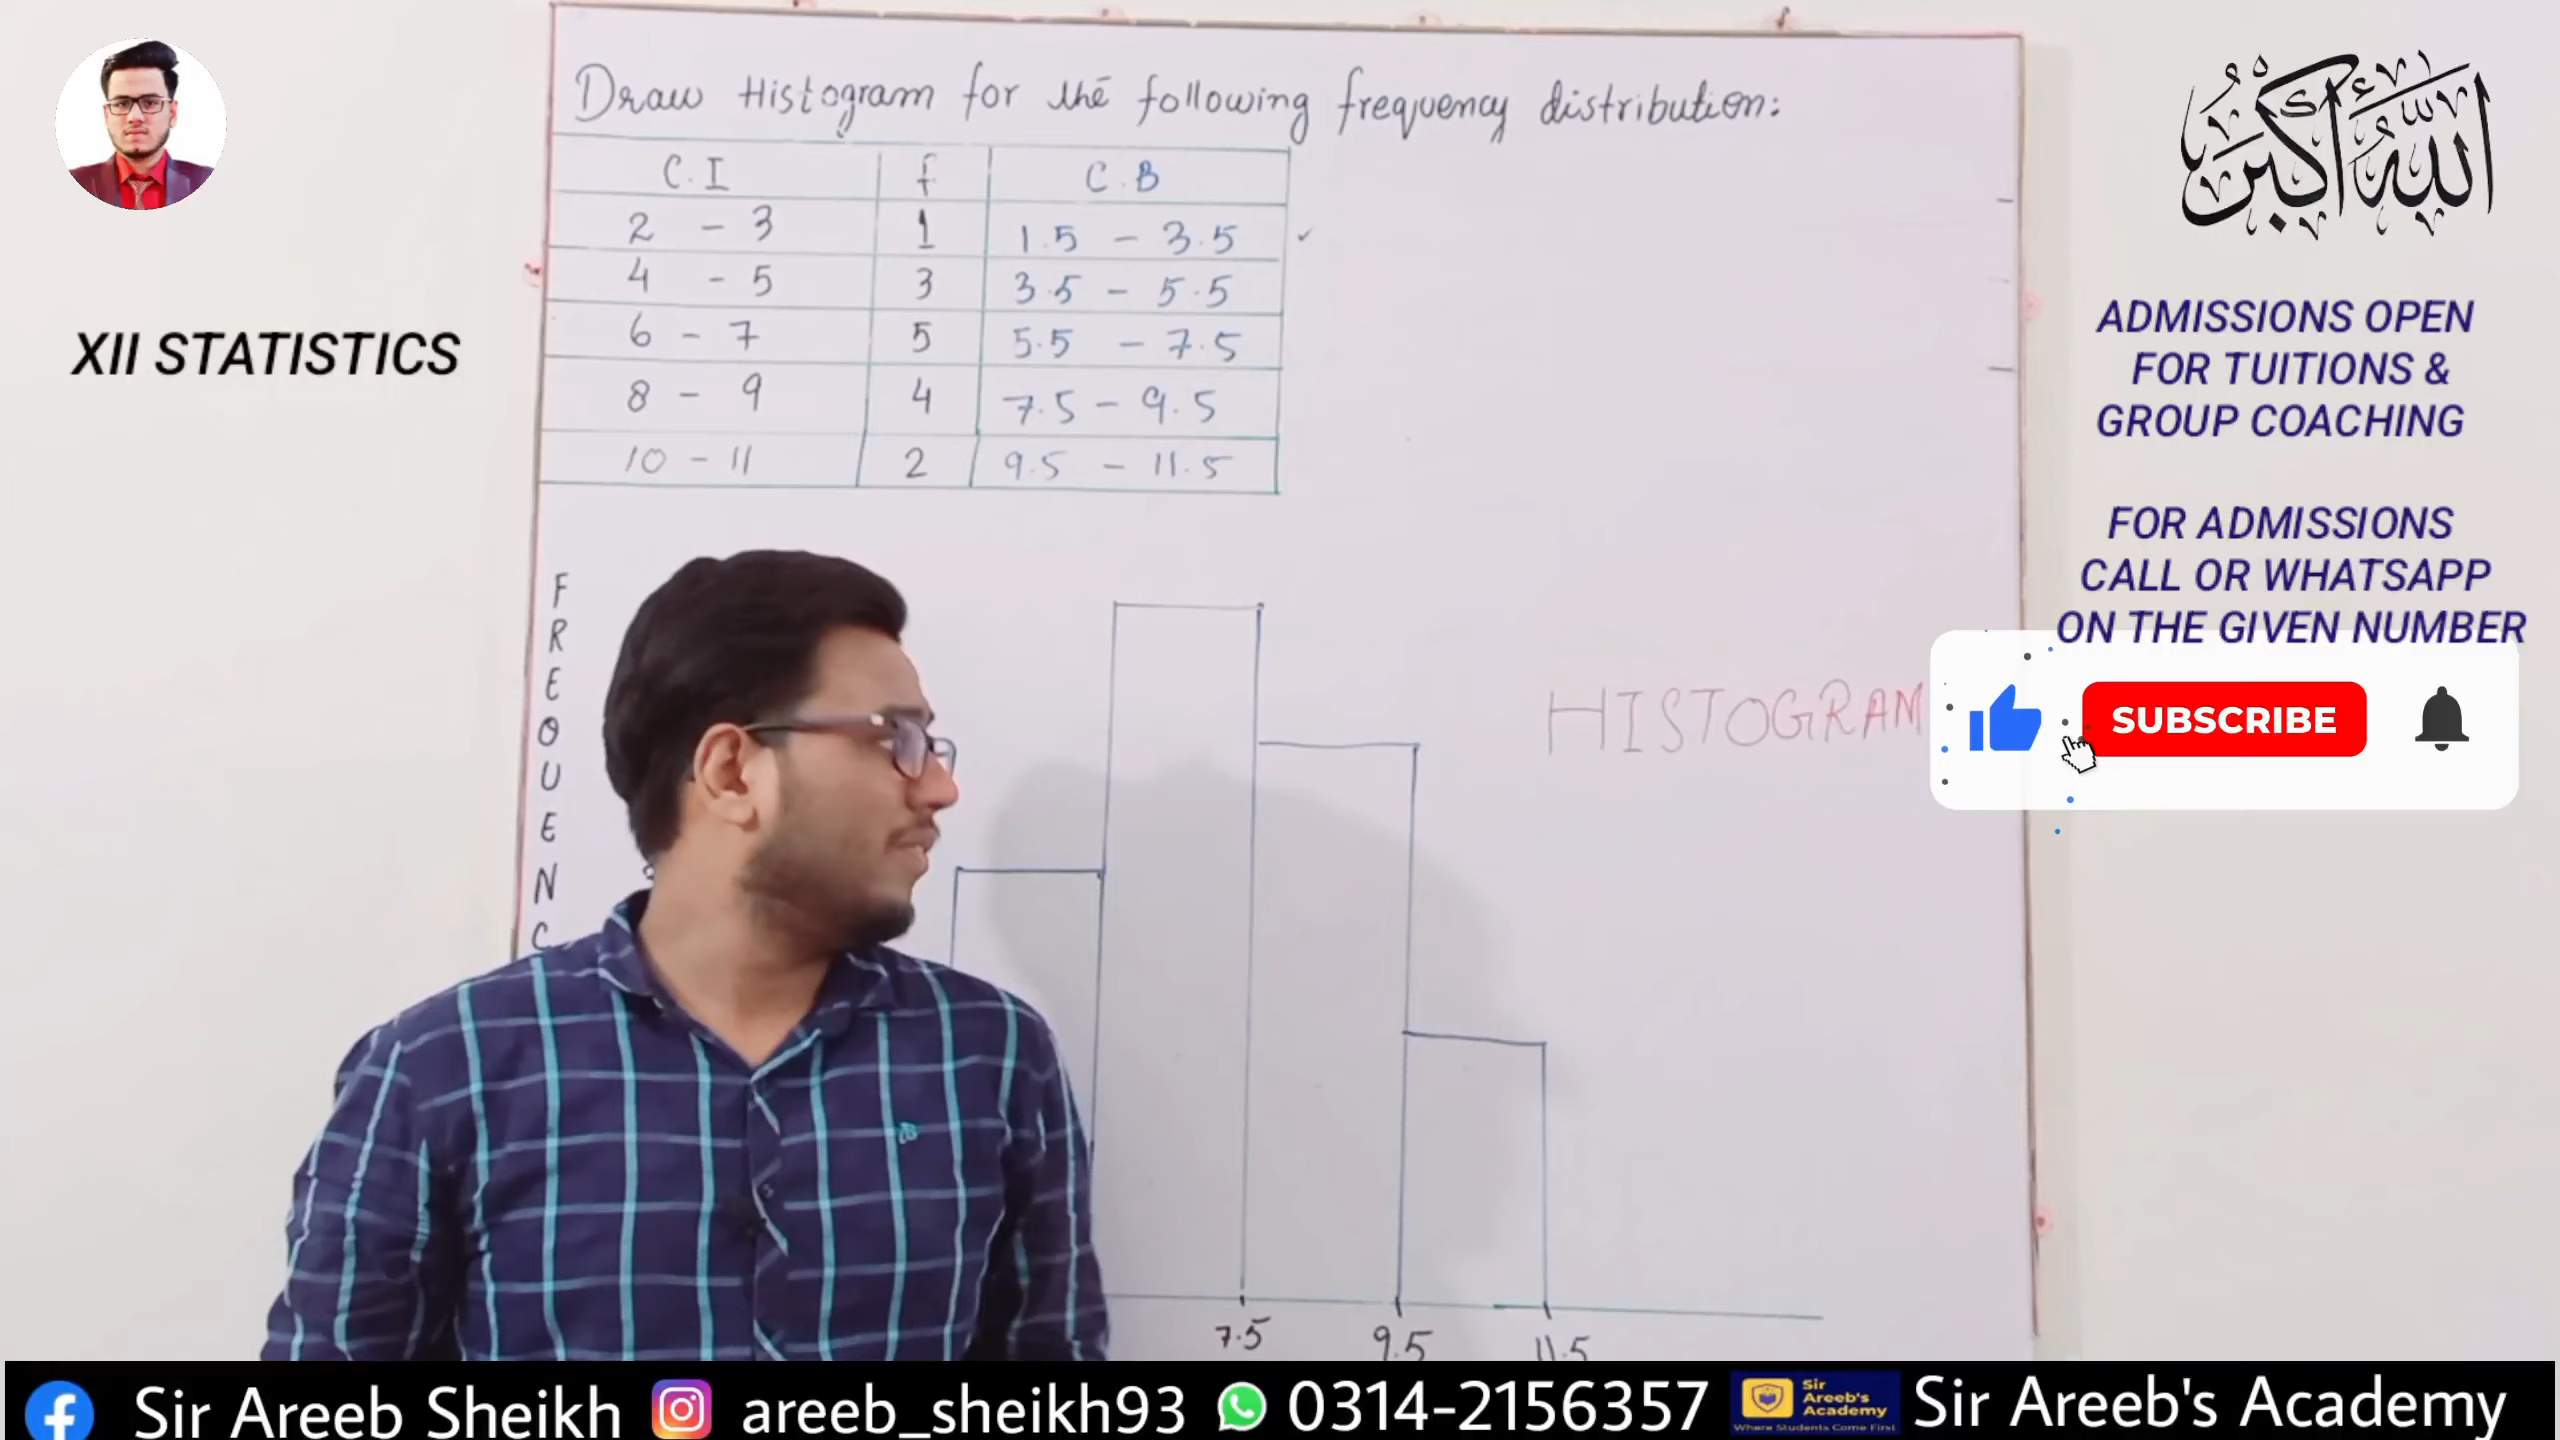 Draw Histogram for the following frequency distribution:
C.I f C.B
2 - 3 1 1.5 - 3.5 ✓
4 - 5 3 3.5 - 5.5
6 - 7 5 5.5 - 7.5
8 - 9 4 7.5 - 9.5
10 - 11 2 9.5 - 11.5
XII STATISTICS
F
R
E
Q
U
E
N
C
HISTOGRAM
7.5 9.5 11.5
الله أكبر
ADMISSIONS OPEN
FOR TUITIONS &
GROUP COACHING
FOR ADMISSIONS
CALL OR WHATSAPP
ON THE GIVEN NUMBER
SUBSCRIBE
Sir Areeb Sheikh areeb_sheikh93 0314-2156357 Sir Areeb's Academy
Sir
Areeb's
Academy
Where Students Come First